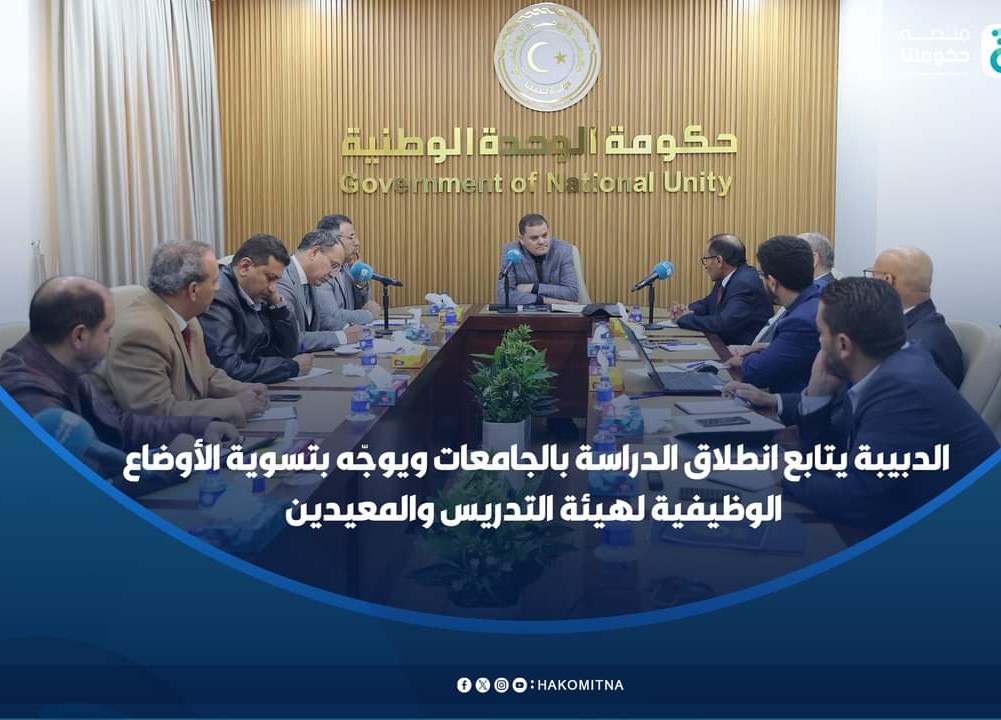 منصة
حكومتنا
حكومة الوحدة الوطنية
Government of National Unity
الدبيبة يتابع انطلاق الدراسة بالجامعات ويوجّه بتسوية الأوضاع
الوظيفية لهيئة التدريس والمعيدين
: HAKOMITNA